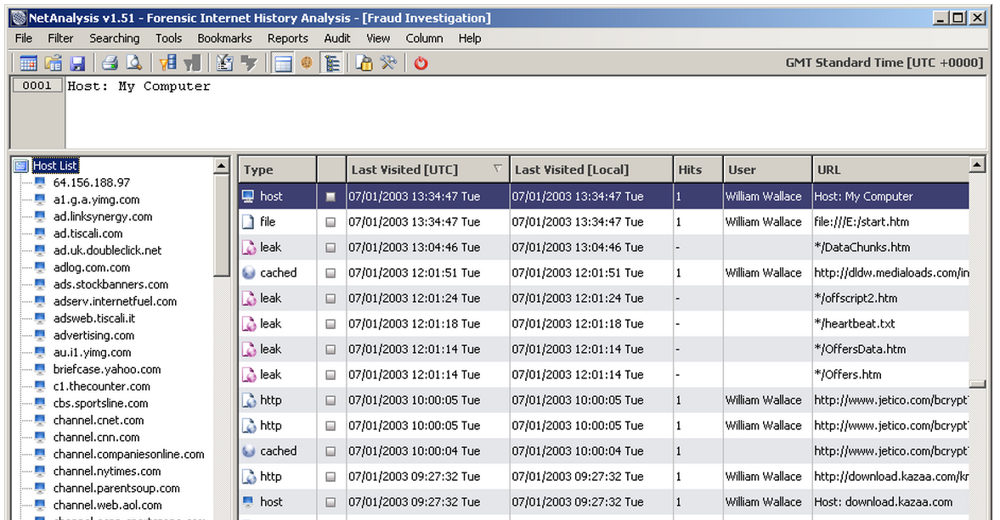 NetAnalysis v1.51 - Forensic Internet History Analysis - [Fraud Investigation]
File Filter Searching Tools Bookmarks Reports Audit View Column Help
GMT Standard Time [UTC +0000]
0001 Host: My Computer
Host List
64.156.188.97
a1.g.a.yimg.com
ad.linksynergy.com
ad.tiscali.com
ad.uk.doubleclick.net
adlog.com.com
ads.stockbanners.com
adserv.internetfuel.com
adsweb.tiscali.it
advertising.com
au.i1.yimg.com
briefcase.yahoo.com
c1.thecounter.com
cbs.sportsline.com
channel.cnet.com
channel.cnn.com
channel.companiesonline.com
channel.nytimes.com
channel.parentsoup.com
channel.web.aol.com
Type Last Visited [UTC] Last Visited [Local] Hits User URL
host 07/01/2003 13:34:47 Tue 07/01/2003 13:34:47 Tue 1 William Wallace Host: My Computer
file 07/01/2003 13:34:47 Tue 07/01/2003 13:34:47 Tue 1 William Wallace file:///E:/start.htm
leak 07/01/2003 13:04:46 Tue 07/01/2003 13:04:46 Tue - */DataChunks.htm
cached 07/01/2003 12:01:51 Tue 07/01/2003 12:01:51 Tue 1 William Wallace http://dldw.medialoads.com/in
leak 07/01/2003 12:01:24 Tue 07/01/2003 12:01:24 Tue - */offscript2.htm
leak 07/01/2003 12:01:18 Tue 07/01/2003 12:01:18 Tue - */heartbeat.txt
leak 07/01/2003 12:01:14 Tue 07/01/2003 12:01:14 Tue - */OffersData.htm
leak 07/01/2003 12:01:14 Tue 07/01/2003 12:01:14 Tue - */Offers.htm
http 07/01/2003 10:00:05 Tue 07/01/2003 10:00:05 Tue 1 William Wallace http://www.jetico.com/bcrypt
http 07/01/2003 10:00:05 Tue 07/01/2003 10:00:05 Tue 1 William Wallace http://www.jetico.com/bcrypt
cached 07/01/2003 10:00:04 Tue 07/01/2003 10:00:04 Tue 1 http://www.jetico.com/bcrypt
http 07/01/2003 09:27:32 Tue 07/01/2003 09:27:32 Tue 1 William Wallace http://download.kazaa.com/kr
host 07/01/2003 09:27:32 Tue 07/01/2003 09:27:32 Tue 1 William Wallace Host: download.kazaa.com